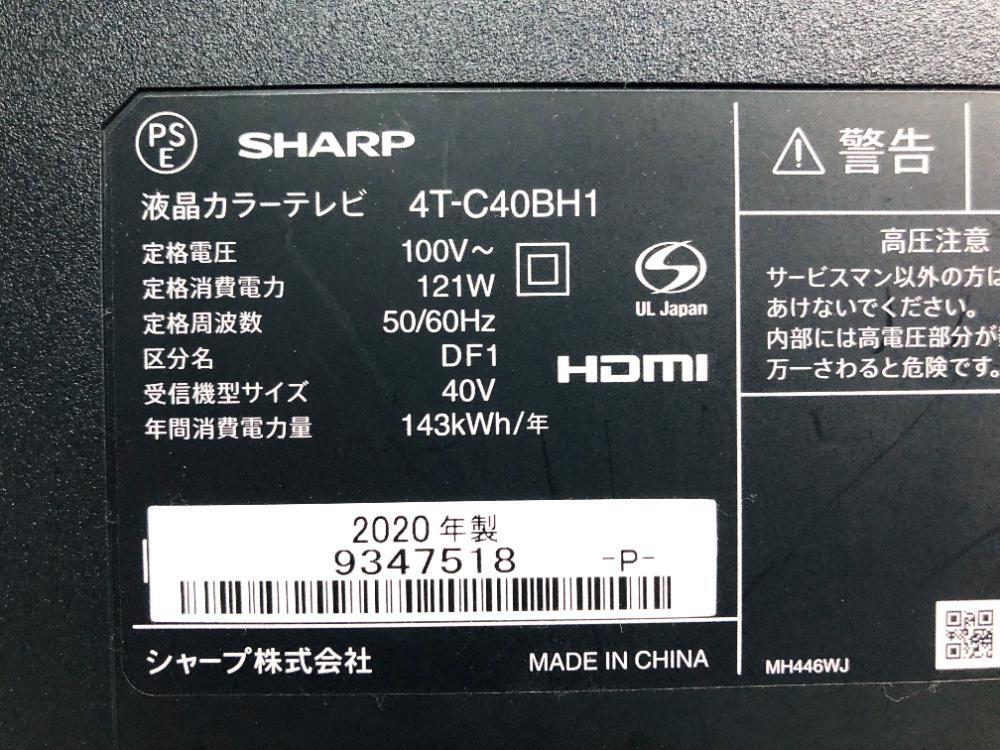 PS
E
SHARP
液晶カラーテレビ 4T-C40BH1
定格電圧 100V～
定格消費電力 121W
定格周波数 50/60Hz
区分名 DF1
受信機型サイズ 40V
年間消費電力量 143kWh/年
UL Japan
HDMI
2020年製
9347518 -P-
シャープ株式会社 MADE IN CHINA
警告
高圧注意
サービスマン以外の方は
あけないでください。
内部には高電圧部分が
万一さわると危険です。
MH446WJ